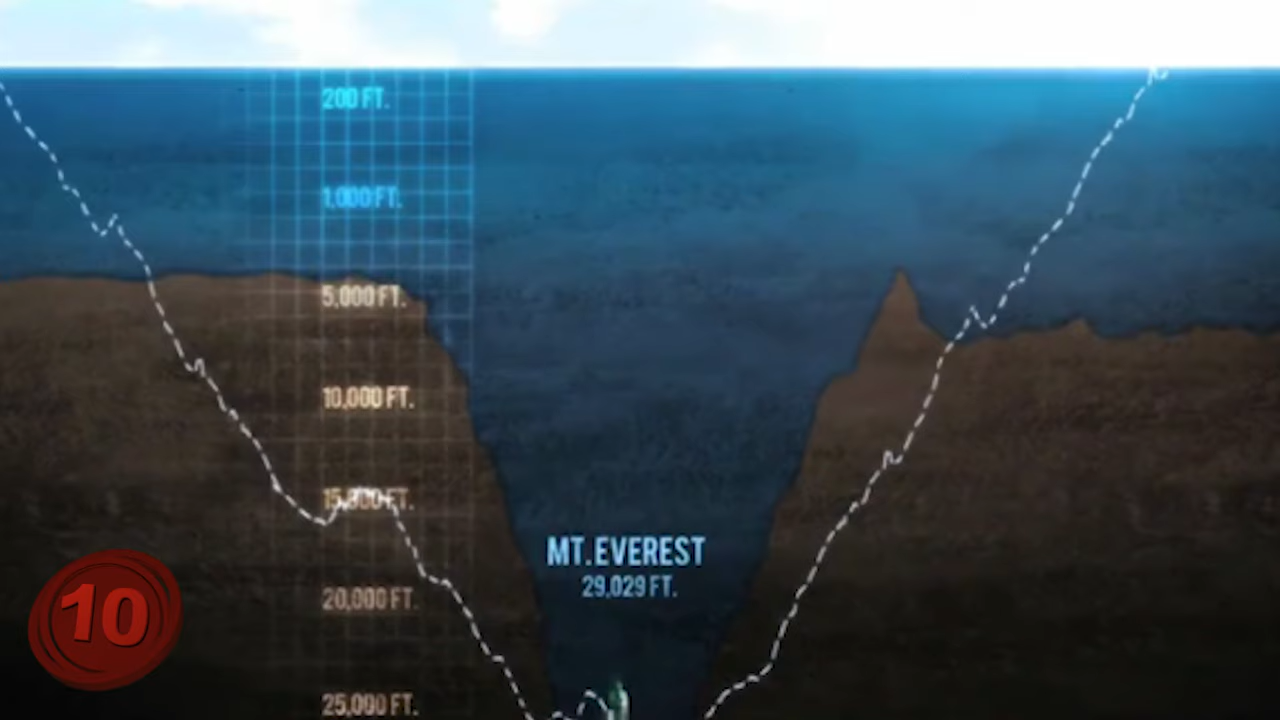 200 FT.
1,000 FT.
5,000 FT.
10,000 FT.
15,000 FT.
MT.EVEREST
29,029 FT.
20,000 FT.
10
25,000 FT.